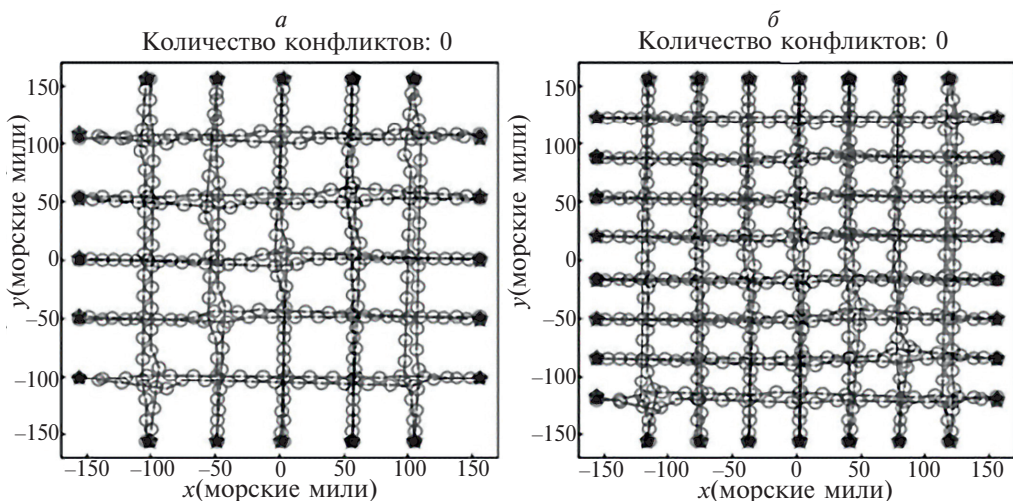 а
Количество конфликтов: 0
y(морские мили)
150
100
50
0
–50
–100
–150
–150 –100 –50 0 50 100 150
x(морские мили)
б
Количество конфликтов: 0
y(морские мили)
150
100
50
0
–50
–100
–150
–150 –100 –50 0 50 100 150
x(морские мили)